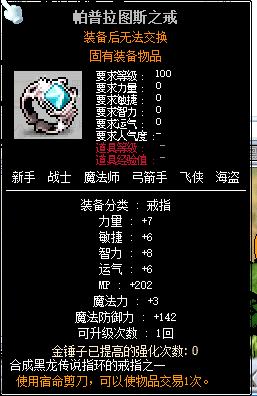 帕普拉图斯之戒
装备后无法交换
固有装备物品
要求等级 : 100
要求力量 : 0
要求敏捷 : 0
要求智力 : 0
要求运气 : 0
要求人气度 : -
道具等级 : -
道具经验值 : -
新手 战士 魔法师 弓箭手 飞侠 海盗
装备分类 : 戒指
力量 : +7
敏捷 : +6
智力 : +8
运气 : +6
MP : +202
魔法力 : +3
魔法防御力 : +142
可升级次数 : 1回
金锤子已提高的强化次数: 0
合成黑龙传说指环的戒指之一
使用宿命剪刀，可以使物品交易1次。